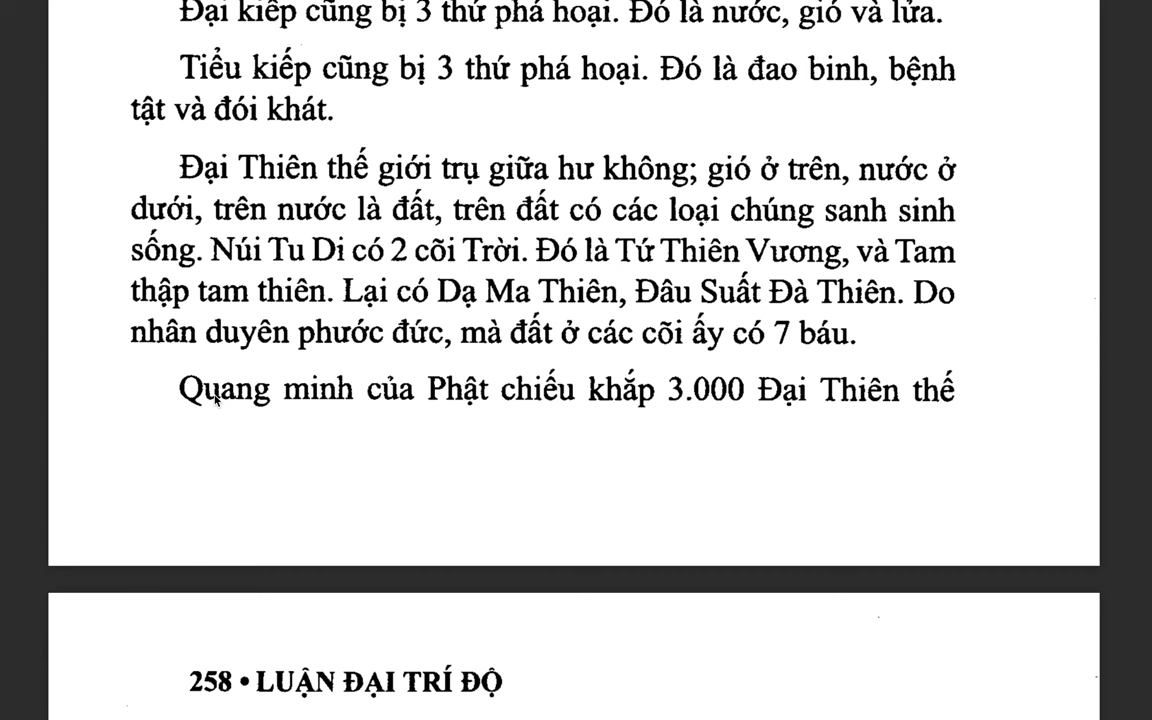 Đại kiếp cũng bị 3 thứ phá hoại. Đó là nước, gió và lửa.
Tiểu kiếp cũng bị 3 thứ phá hoại. Đó là đao binh, bệnh
tật và đói khát.
Đại Thiên thế giới trụ giữa hư không; gió ở trên, nước ở
dưới, trên nước là đất, trên đất có các loại chúng sanh sinh
sống. Núi Tu Di có 2 cõi Trời. Đó là Tứ Thiên Vương, và Tam
thập tam thiên. Lại có Dạ Ma Thiên, Đâu Suất Đà Thiên. Do
nhân duyên phước đức, mà đất ở các cõi ấy có 7 báu.
Quang minh của Phật chiếu khắp 3.000 Đại Thiên thế
258 • LUẬN ĐẠI TRÍ ĐỘ